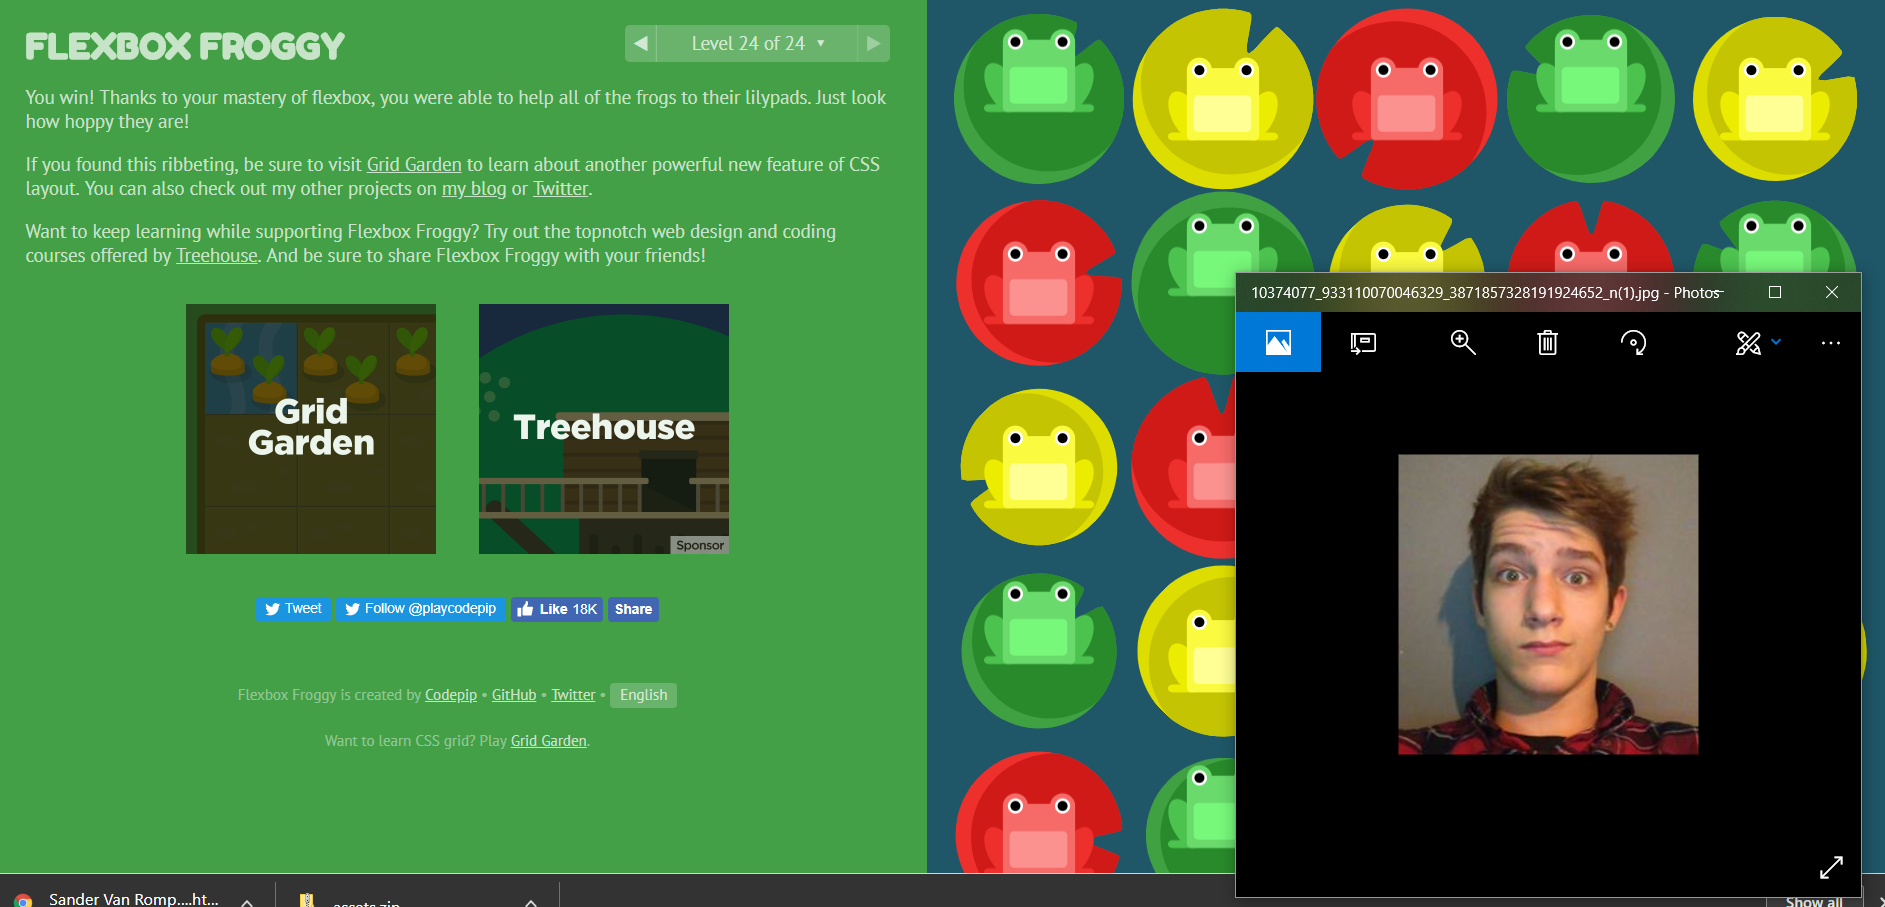 FLEXBOX FROGGY
Level 24 of 24
You win! Thanks to your mastery of flexbox, you were able to help all of the frogs to their lilypads. Just look
how hoppy they are!
If you found this ribbeting, be sure to visit Grid Garden to learn about another powerful new feature of CSS
layout. You can also check out my other projects on my blog or Twitter.
Want to keep learning while supporting Flexbox Froggy? Try out the topnotch web design and coding
courses offered by Treehouse. And be sure to share Flexbox Froggy with your friends!
Grid
Garden
Treehouse
Sponsor
Tweet
Follow @playcodepip
Like 18K
Share
Flexbox Froggy is created by Codepip • GitHub • Twitter • English
Want to learn CSS grid? Play Grid Garden.
10374077_933110070046329_3871857328191924652_n(1).jpg - Photos
Sander Van Romp....ht...
assets.zip
Show all